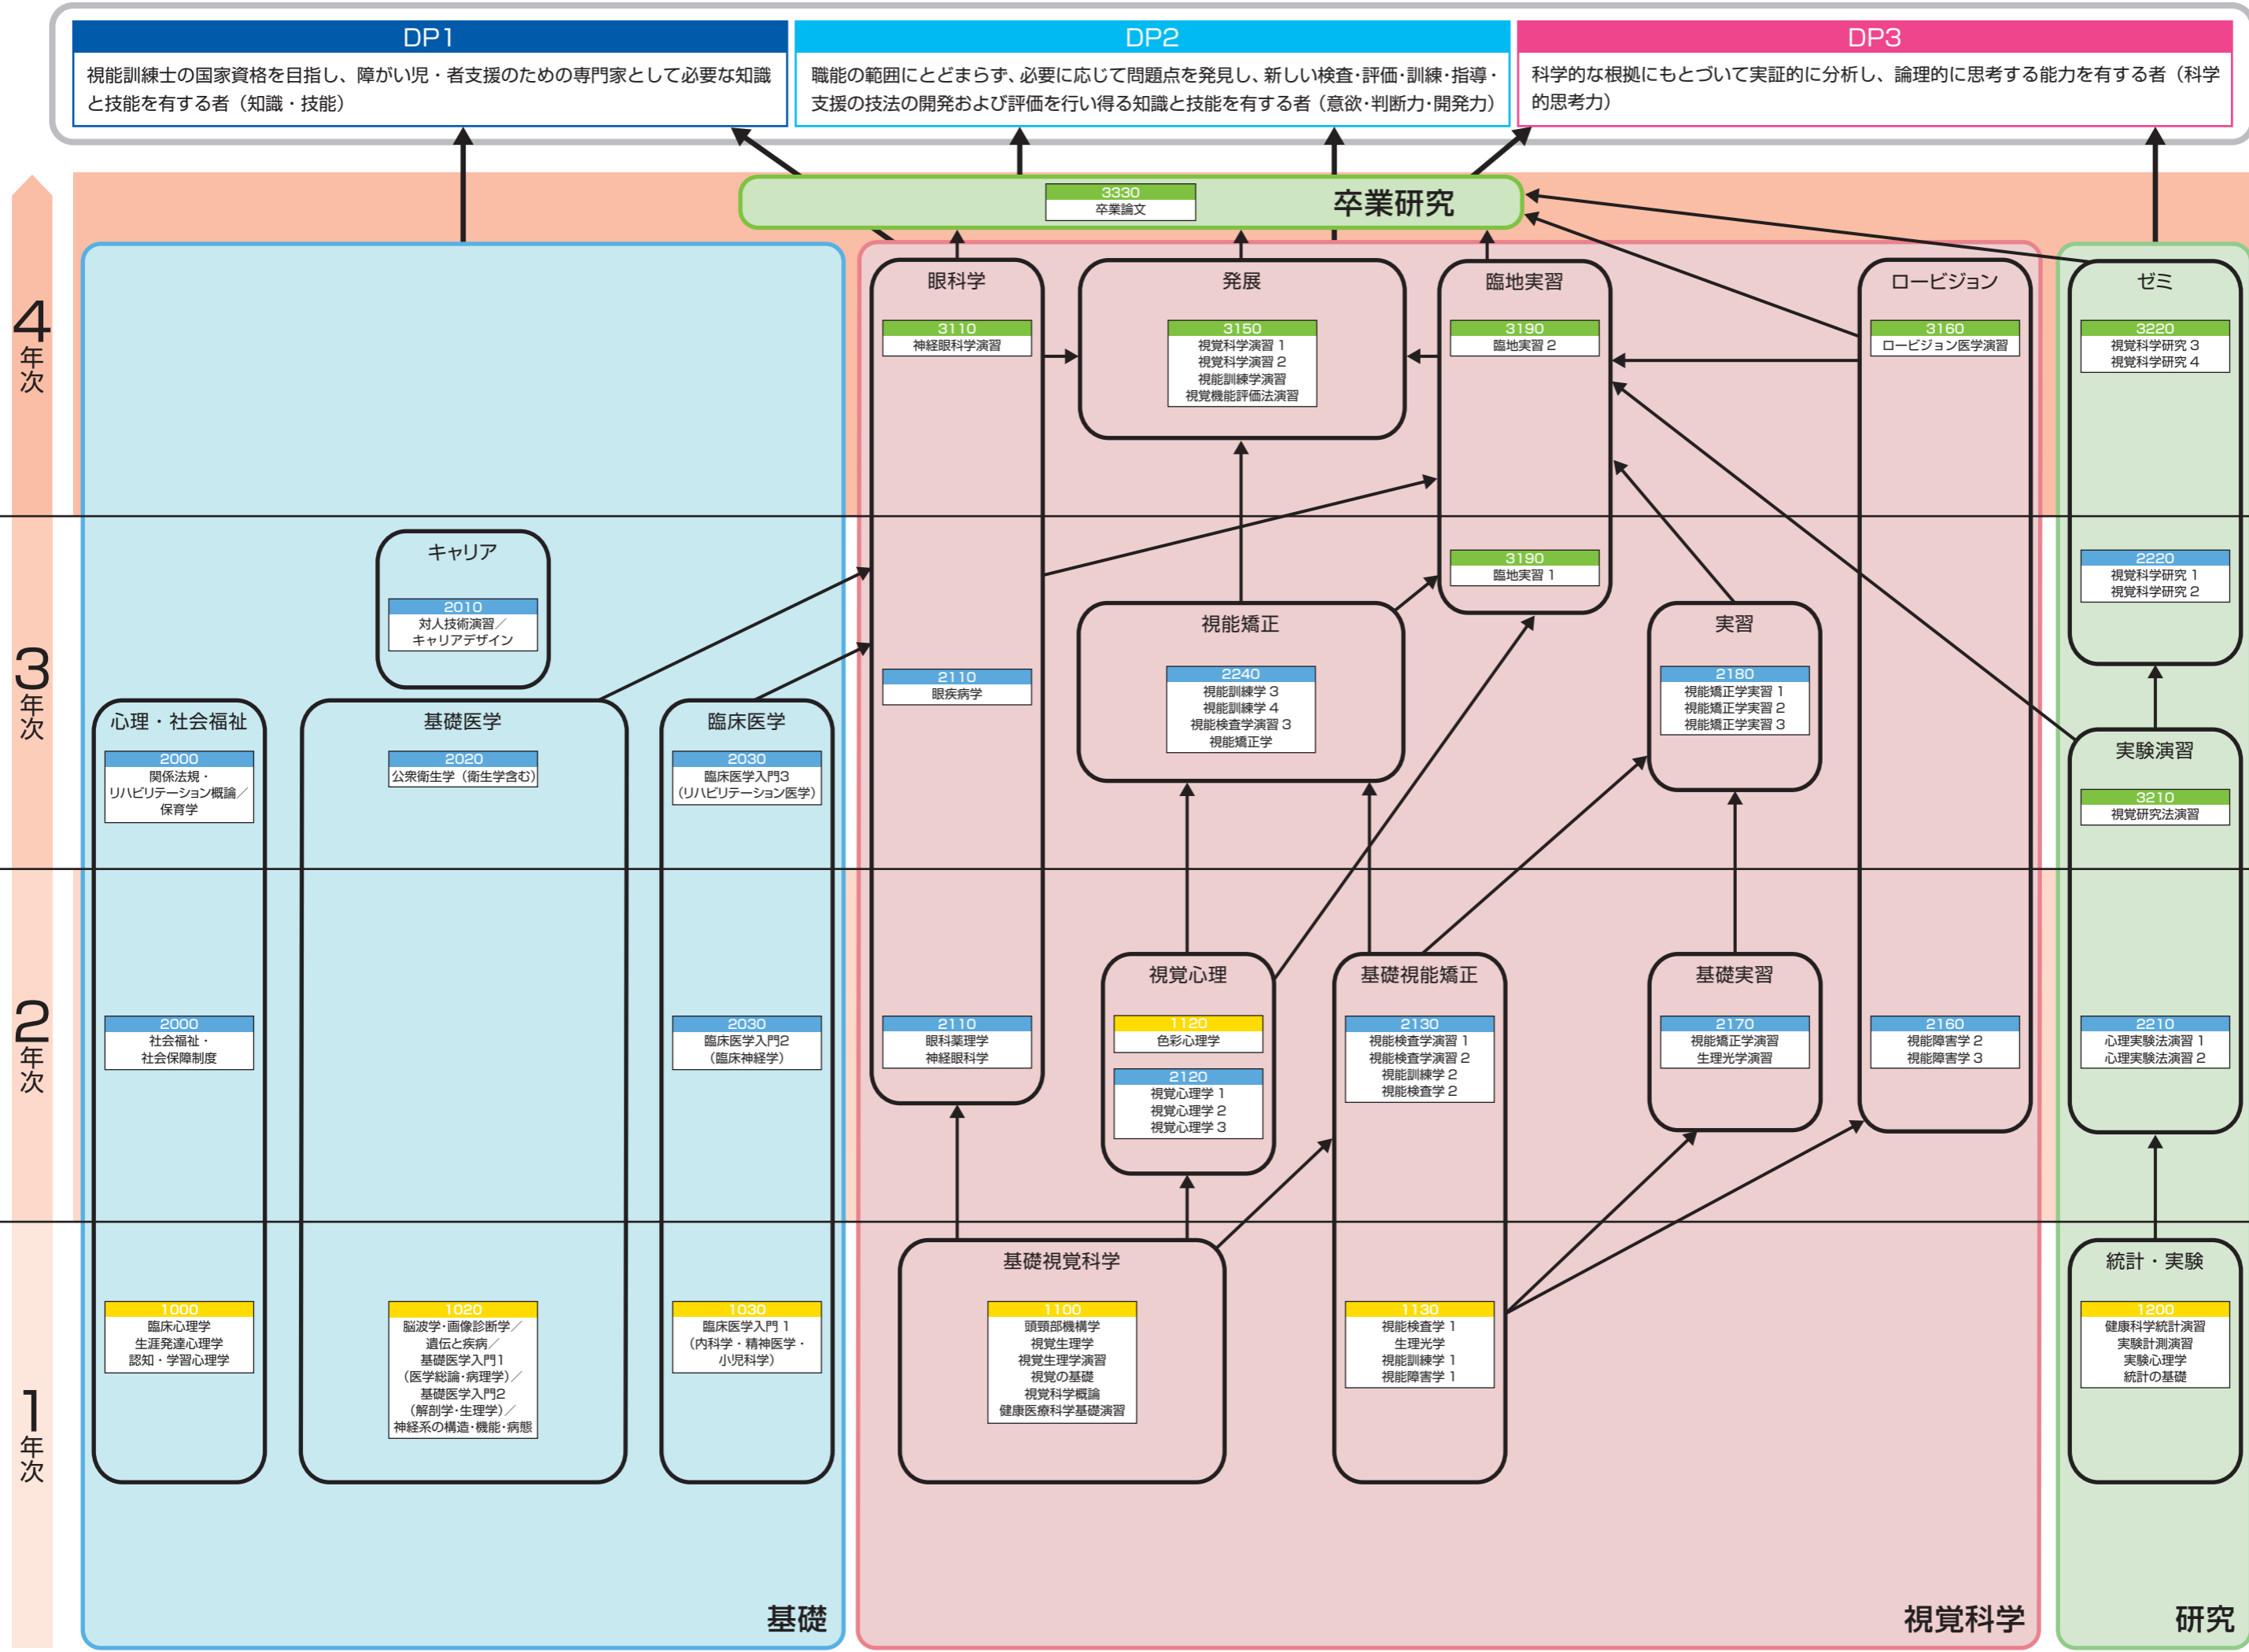 DP1
視能訓練士の国家資格を目指し、障がい児・者支援のための専門家として必要な知識
と技能を有する者（知識・技能）
DP2
職能の範囲にとどまらず、必要に応じて問題点を発見し、新しい検査・評価・訓練・指導・
支援の技法の開発および評価を行い得る知識と技能を有する者（意欲・判断力・開発力）
DP3
科学的な根拠にもとづいて実証的に分析し、論理的に思考する能力を有する者（科学
的思考力）
3330
卒業論文
卒業研究
4年次
眼科学
3110
神経眼科学演習
発展
3150
視覚科学演習 1
視覚科学演習 2
視能訓練学演習
視覚機能評価法演習
臨地実習
3190
臨地実習 2
ロービジョン
3160
ロービジョン医学演習
ゼミ
3220
視覚科学研究 3
視覚科学研究 4
3年次
キャリア
2010
対人技術演習／
キャリアデザイン
3190
臨地実習 1
2220
視覚科学研究 1
視覚科学研究 2
心理・社会福祉
2000
関係法規・
リハビリテーション概論／
保育学
基礎医学
2020
公衆衛生学（衛生学含む）
臨床医学
2030
臨床医学入門3
（リハビリテーション医学）
2110
眼疾病学
視能矯正
2240
視能訓練学 3
視能訓練学 4
視能検査学演習 3
視能矯正学
実習
2180
視能矯正学実習 1
視能矯正学実習 2
視能矯正学実習 3
実験演習
3210
視覚研究法演習
2年次
2000
社会福祉・
社会保障制度
2030
臨床医学入門2
（臨床神経学）
2110
眼科薬理学
神経眼科学
視覚心理
1120
色彩心理学
2120
視覚心理学 1
視覚心理学 2
視覚心理学 3
基礎視能矯正
2130
視能検査学演習 1
視能検査学演習 2
視能訓練学 2
視能検査学 2
基礎実習
2170
視能矯正学演習
生理光学演習
2160
視能障害学 2
視能障害学 3
2210
心理実験法演習 1
心理実験法演習 2
1年次
1000
臨床心理学
生涯発達心理学
認知・学習心理学
1020
脳波学・画像診断学／
遺伝と疾病／
基礎医学入門1
（医学総論・病理学）／
基礎医学入門2
（解剖学・生理学）／
神経系の構造・機能・病態
1030
臨床医学入門 1
（内科学・精神医学・
小児科学）
基礎視覚科学
1100
頭頸部機構学
視覚生理学
視覚生理学演習
視覚の基礎
視覚科学概論
健康医療科学基礎演習
1130
視能検査学 1
生理光学
視能訓練学 1
視能障害学 1
統計・実験
1200
健康科学統計演習
実験計測演習
実験心理学
統計の基礎
基礎
視覚科学
研究